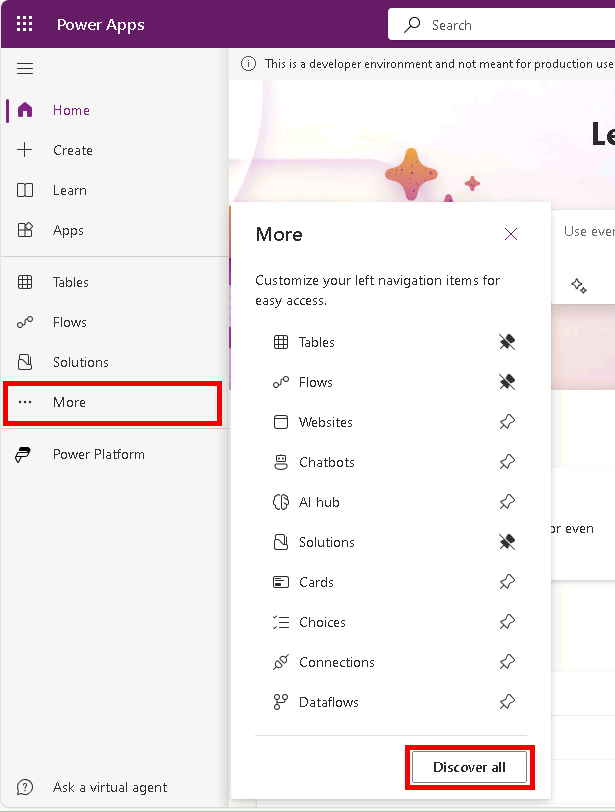 Power Apps
Search
This is a developer environment and not meant for production use
Home
Create
Learn
Apps
Tables
Flows
Solutions
More
Power Platform
Ask a virtual agent
Le
Use ever
or even
More
Customize your left navigation items for
easy access.
Tables
Flows
Websites
Chatbots
AI hub
Solutions
Cards
Choices
Connections
Dataflows
Discover all